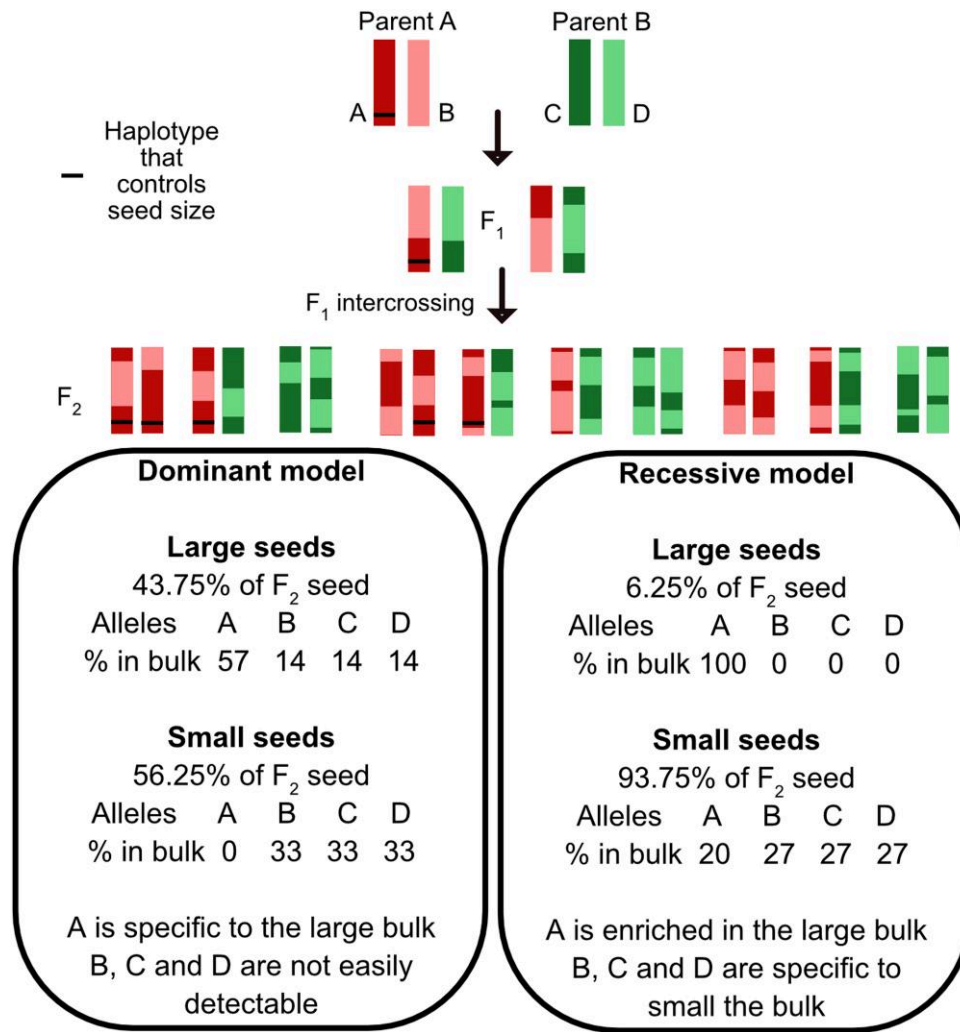 Parent A
Parent B
A
B
C
D
Haplotype
that
controls
seed size
F1
F1 intercrossing
F2
Dominant model
Large seeds
43.75% of F2 seed
Alleles A B C D
% in bulk 57 14 14 14
Small seeds
56.25% of F2 seed
Alleles A B C D
% in bulk 0 33 33 33
A is specific to the large bulk
B, C and D are not easily
detectable
Recessive model
Large seeds
6.25% of F2 seed
Alleles A B C D
% in bulk 100 0 0 0
Small seeds
93.75% of F2 seed
Alleles A B C D
% in bulk 20 27 27 27
A is enriched in the large bulk
B, C and D are specific to
small the bulk